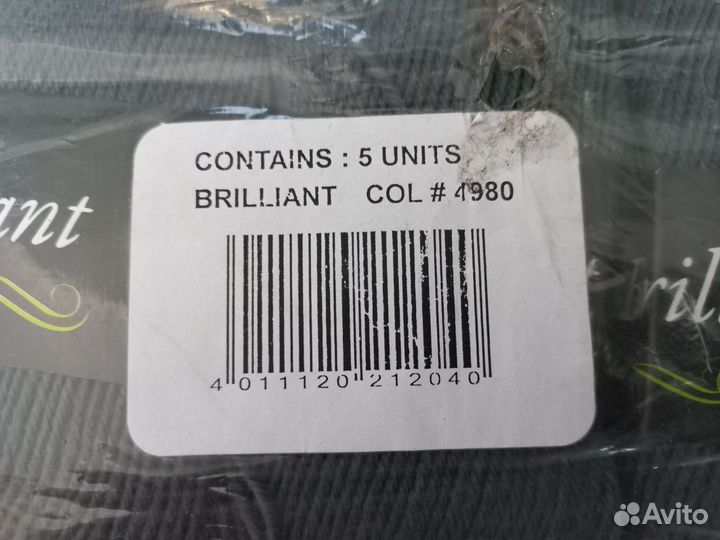 CONTAINS : 5 UNITS
BRILLIANT COL # 4980
4 011120 212040
Avito